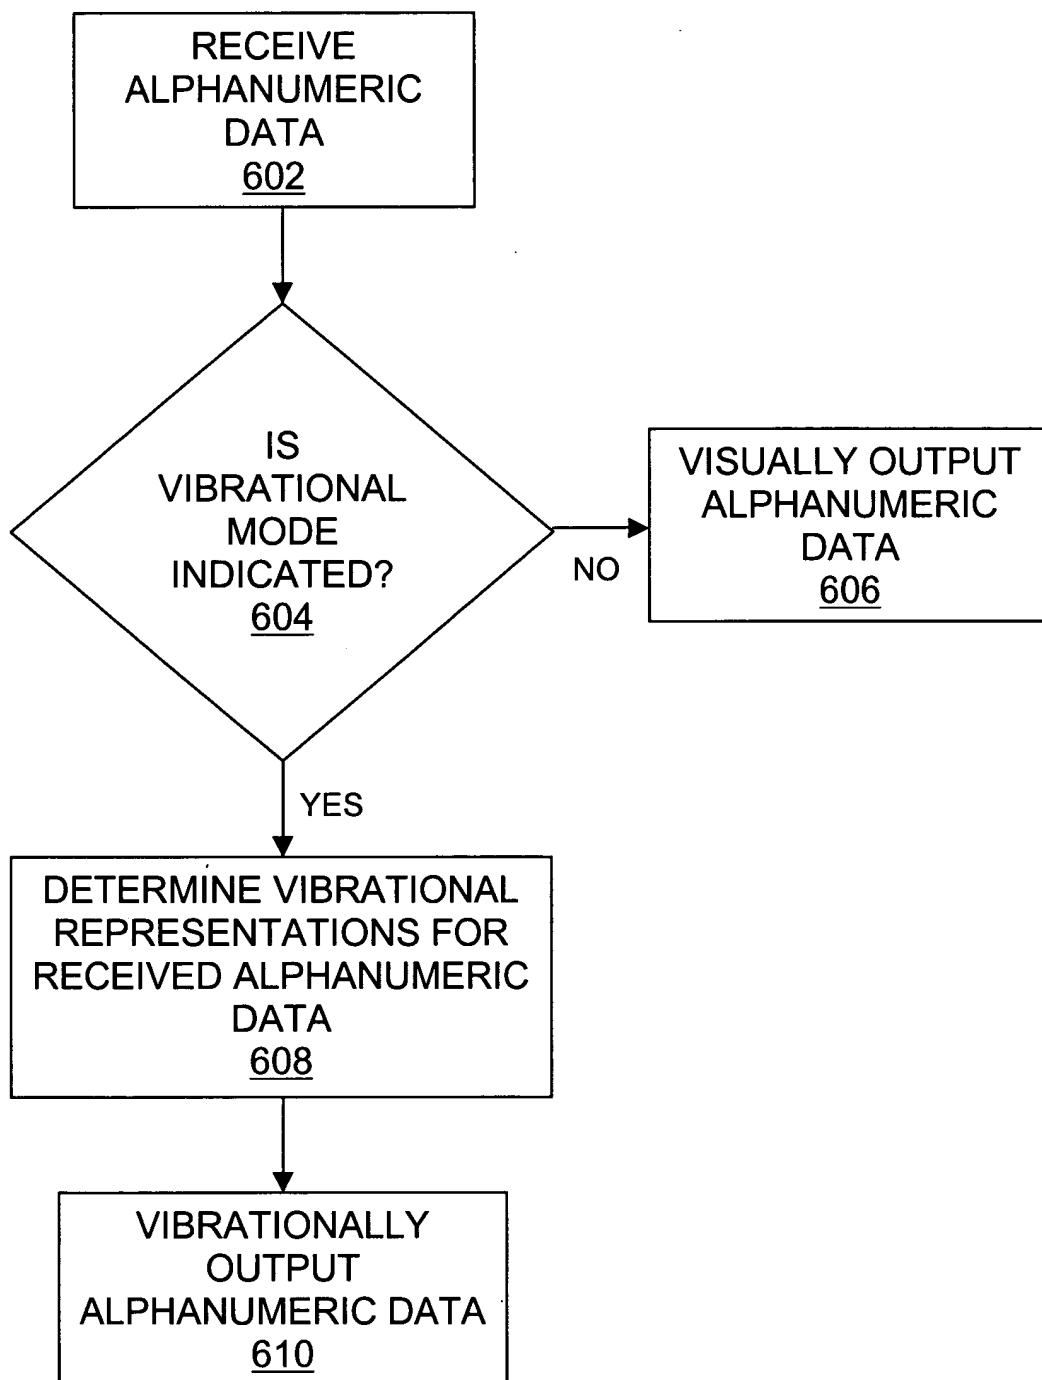 RECEIVE
ALPHANUMERIC
DATA
602
IS
VIBRATIONAL
MODE
INDICATED?
604
NO
VISUALLY OUTPUT
ALPHANUMERIC
DATA
606
YES
DETERMINE VIBRATIONAL
REPRESENTATIONS FOR
RECEIVED ALPHANUMERIC
DATA
608
VIBRATIONALLY
OUTPUT
ALPHANUMERIC DATA
610